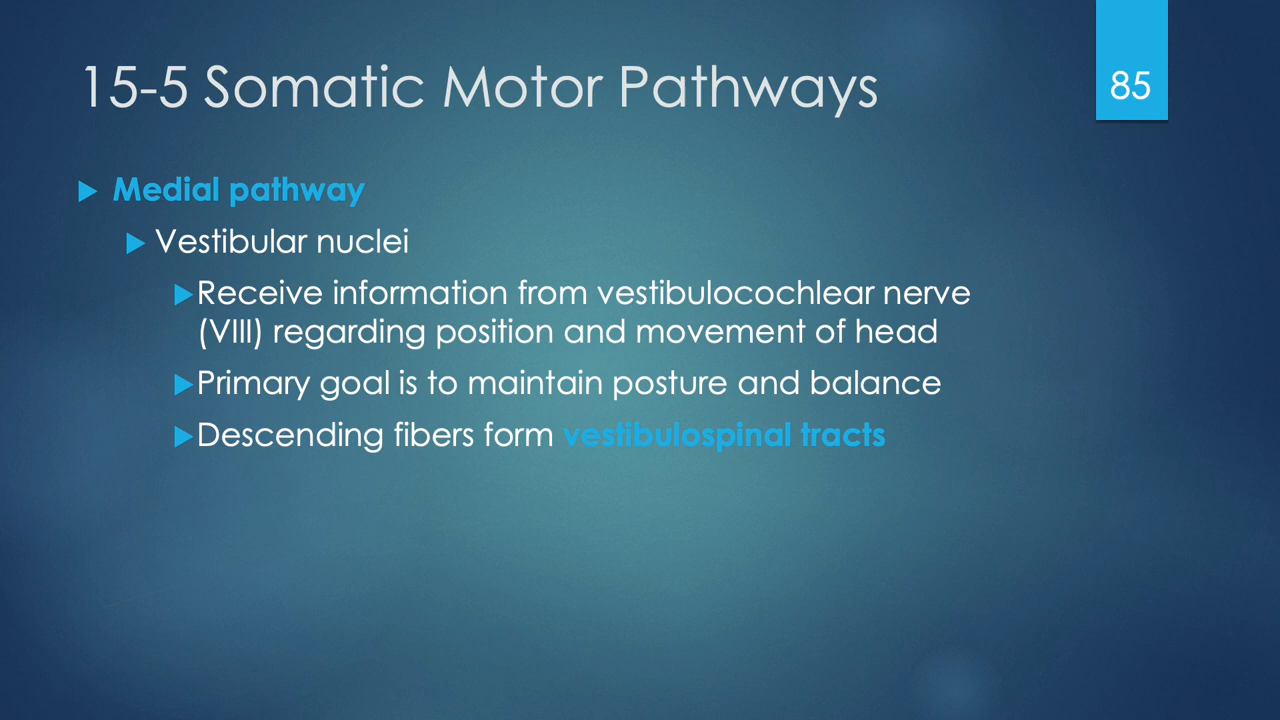 15-5 Somatic Motor Pathways
85
Medial pathway
Vestibular nuclei
Receive information from vestibulocochlear nerve
(VIII) regarding position and movement of head
Primary goal is to maintain posture and balance
Descending fibers form vestibulospinal tracts